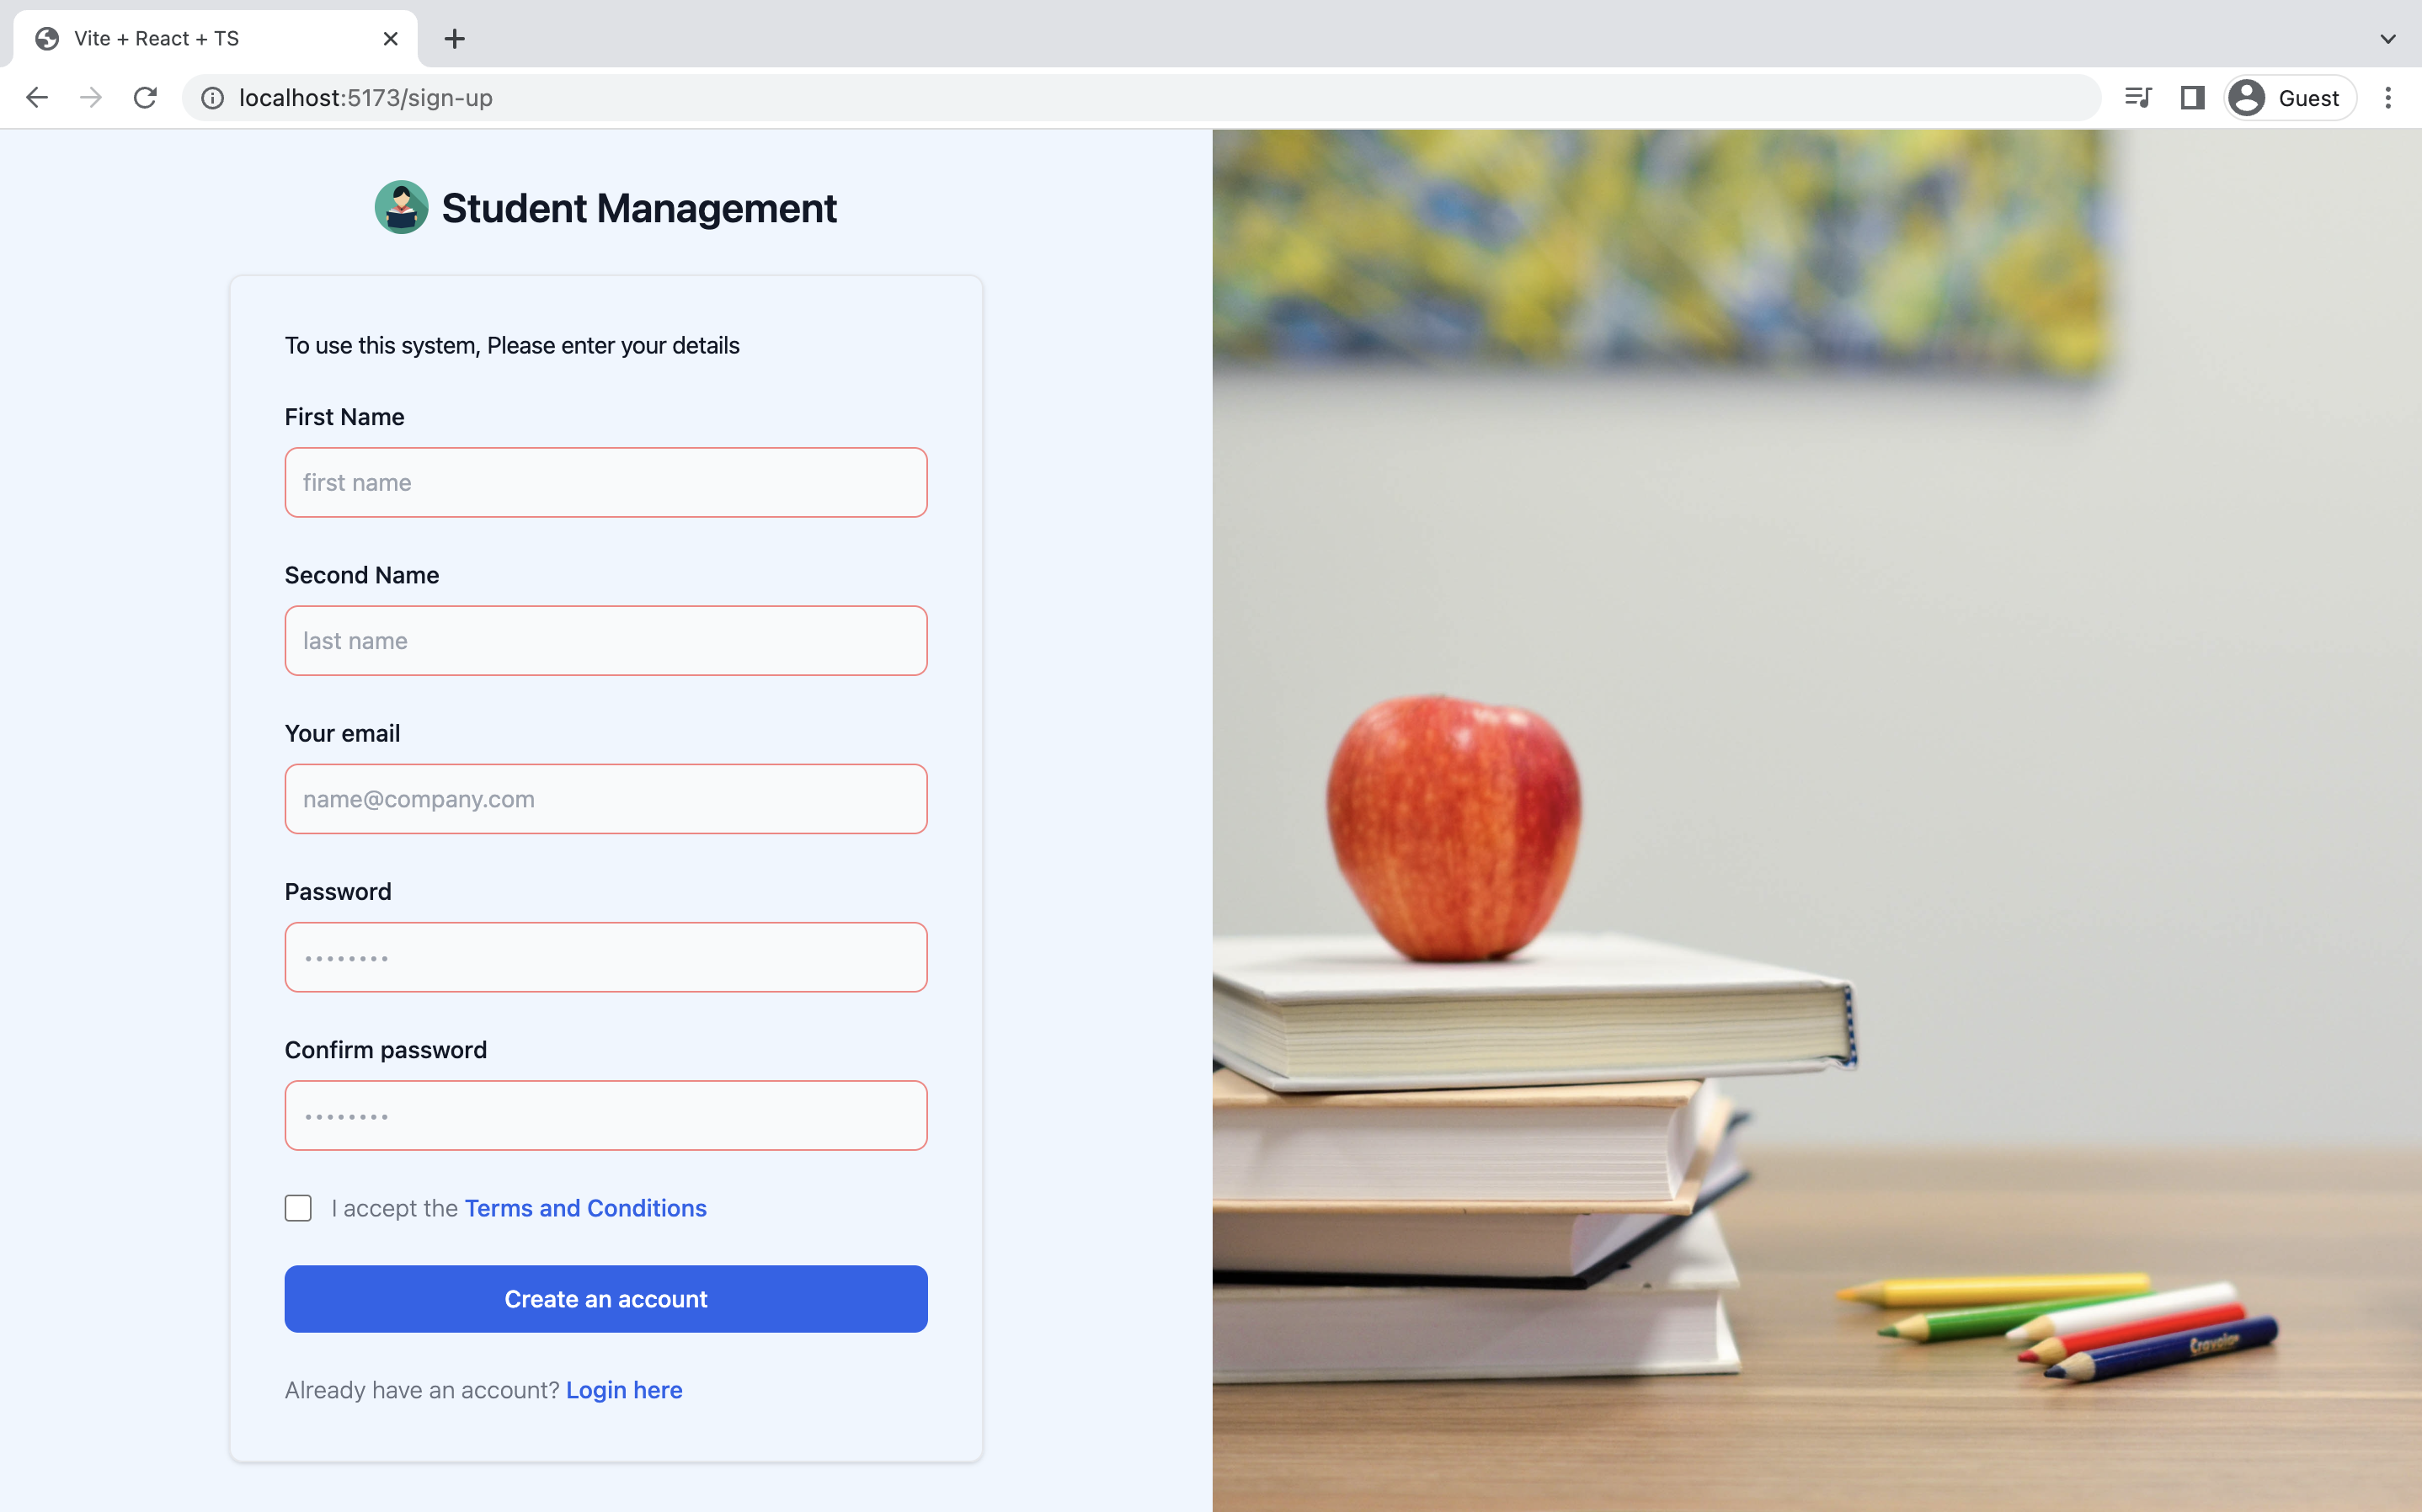 Vite + React + TS
localhost:5173/sign-up
Guest
Student Management
To use this system, Please enter your details
First Name
first name
Second Name
last name
Your email
name@company.com
Password
••••••••
Confirm password
••••••••
I accept the Terms and Conditions
Create an account
Already have an account? Login here
Crayola